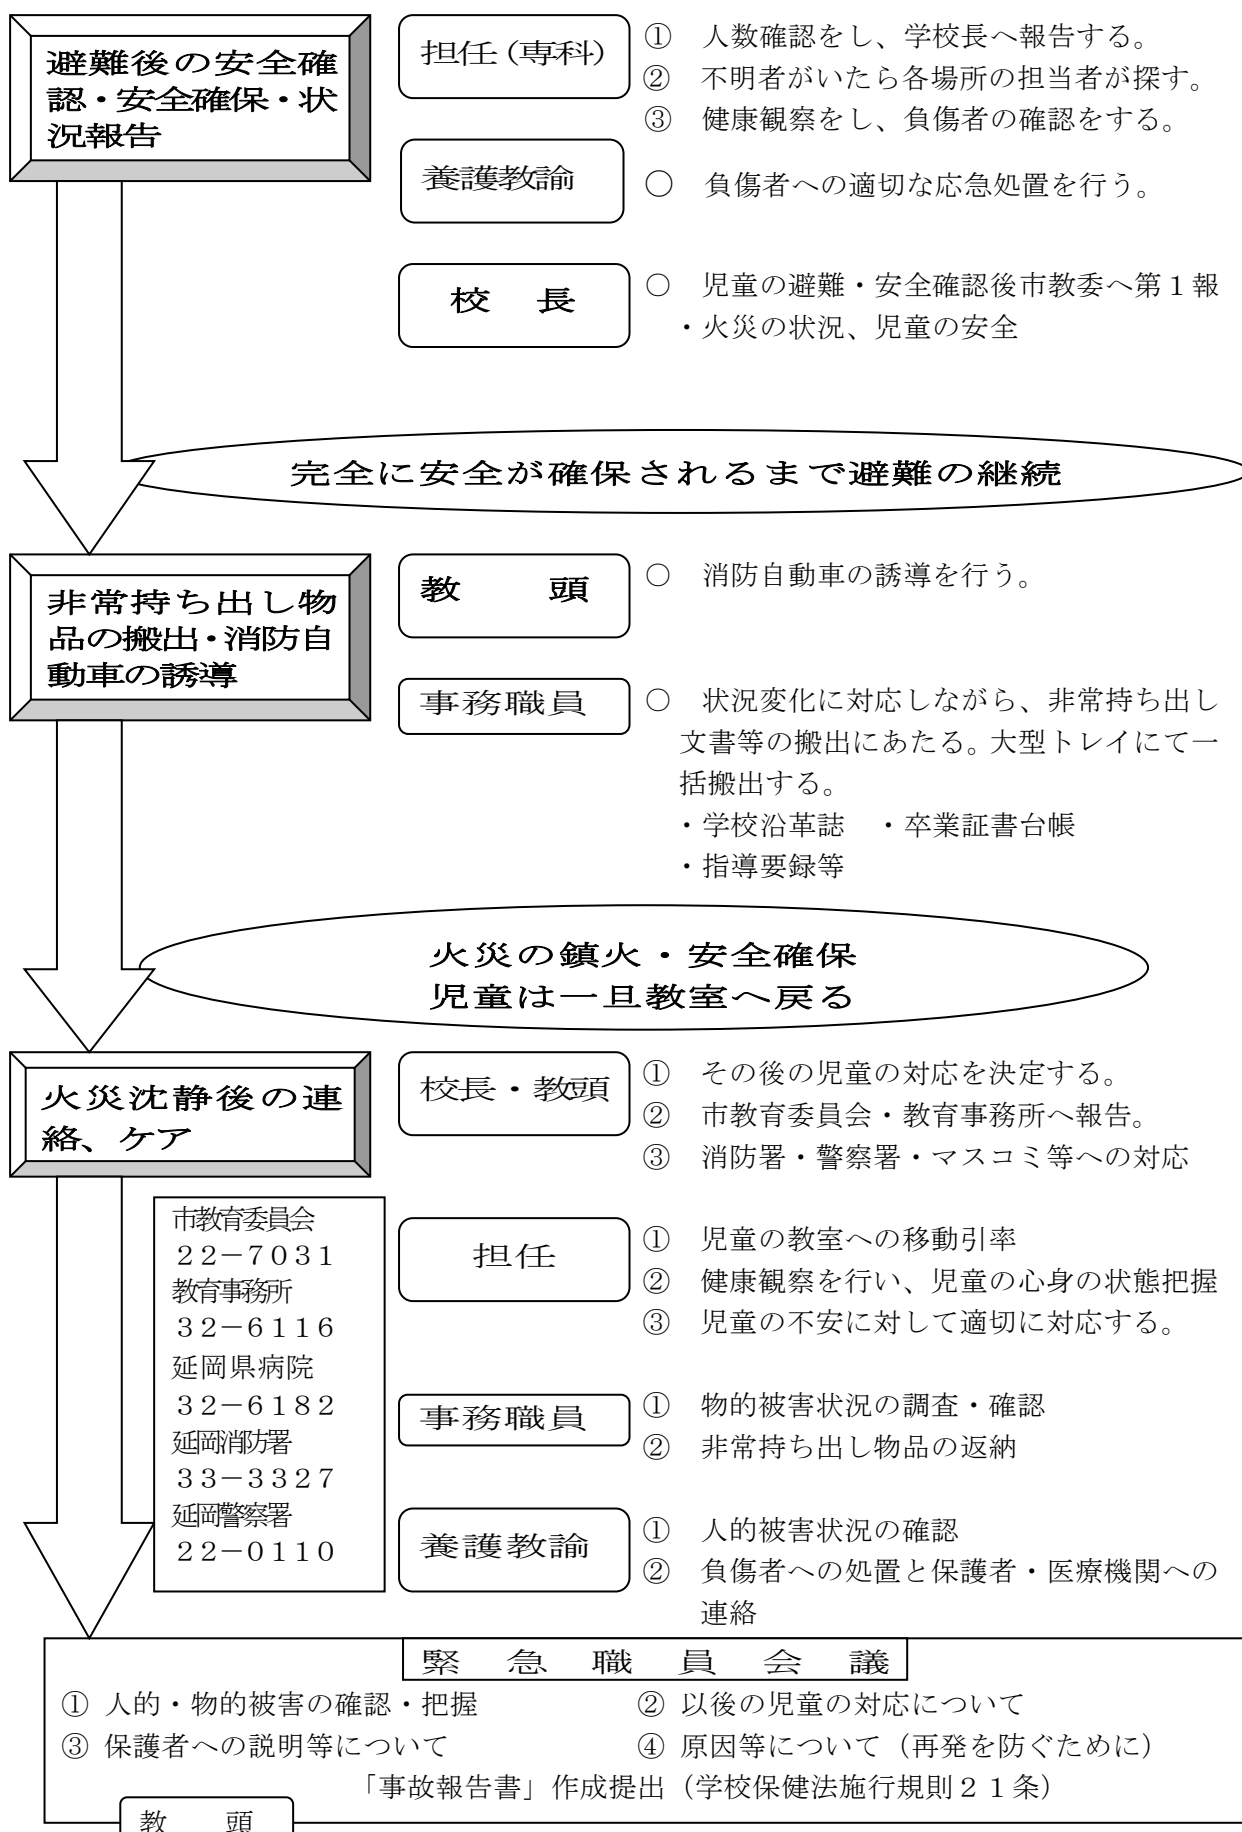 避難後の安全確
認・安全確保・状
況報告
担任（専科）
① 人数確認をし、学校長へ報告する。
② 不明者がいたら各場所の担当者が探す。
③ 健康観察をし、負傷者の確認をする。
養護教諭
○ 負傷者への適切な応急処置を行う。
校 長
○ 児童の避難・安全確認後市教委へ第１報
・火災の状況、児童の安全
完全に安全が確保されるまで避難の継続
非常持ち出し物
品の搬出・消防自
動車の誘導
教 頭
○ 消防自動車の誘導を行う。
事務職員
○ 状況変化に対応しながら、非常持ち出し
文書等の搬出にあたる。大型トレイにて一
括搬出する。
・学校沿革誌 ・卒業証書台帳
・指導要録等
火災の鎮火・安全確保
児童は一旦教室へ戻る
火災沈静後の連
絡、ケア
校長・教頭
① その後の児童の対応を決定する。
② 市教育委員会・教育事務所へ報告。
③ 消防署・警察署・マスコミ等への対応
市教育委員会
２２－７０３１
教育事務所
３２－６１１６
延岡県病院
３２－６１８２
延岡消防署
３３－３３２７
延岡警察署
２２－０１１０
担任
① 児童の教室への移動引率
② 健康観察を行い、児童の心身の状態把握
③ 児童の不安に対して適切に対応する。
事務職員
① 物的被害状況の調査・確認
② 非常持ち出し物品の返納
養護教諭
① 人的被害状況の確認
② 負傷者への処置と保護者・医療機関への
連絡
緊 急 職 員 会 議
① 人的・物的被害の確認・把握 ② 以後の児童の対応について
③ 保護者への説明等について ④ 原因等について（再発を防ぐために）
「事故報告書」作成提出（学校保健法施行規則２１条）
教 頭